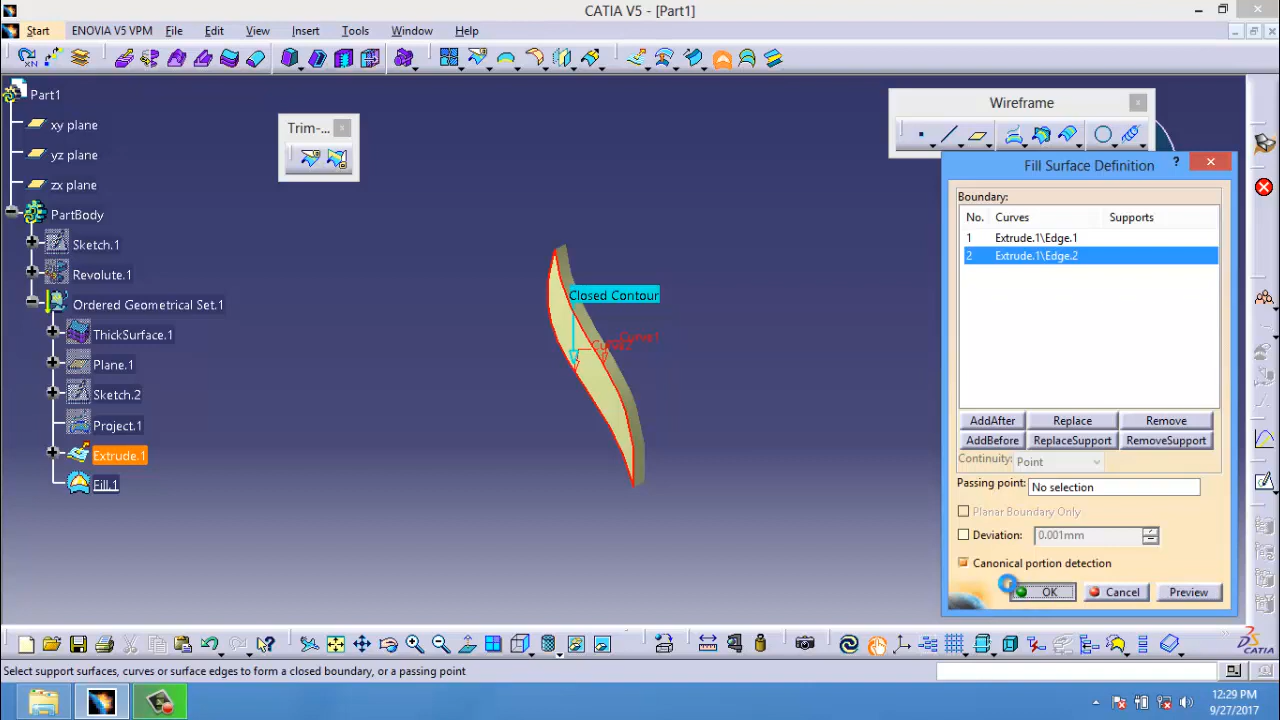 CATIA V5 - [Part1]
Start ENOVIA V5 VPM File Edit View Insert Tools Window Help
Part1
xy plane
yz plane
zx plane
PartBody
Sketch.1
Revolute.1
Ordered Geometrical Set.1
ThickSurface.1
Plane.1
Sketch.2
Project.1
Extrude.1
Fill.1
Trim-...
Closed Contour
Curve1
Wireframe
Fill Surface Definition
Boundary:
No. Curves Supports
1 Extrude.1\Edge.1
2 Extrude.1\Edge.2
AddAfter Replace Remove
AddBefore ReplaceSupport RemoveSupport
Continuity: Point
Passing point: No selection
Planar Boundary Only
Deviation: 0.001mm
Canonical portion detection
OK Cancel Preview
CATIA
Select support surfaces, curves or surface edges to form a closed boundary, or a passing point
12:29 PM
9/27/2017